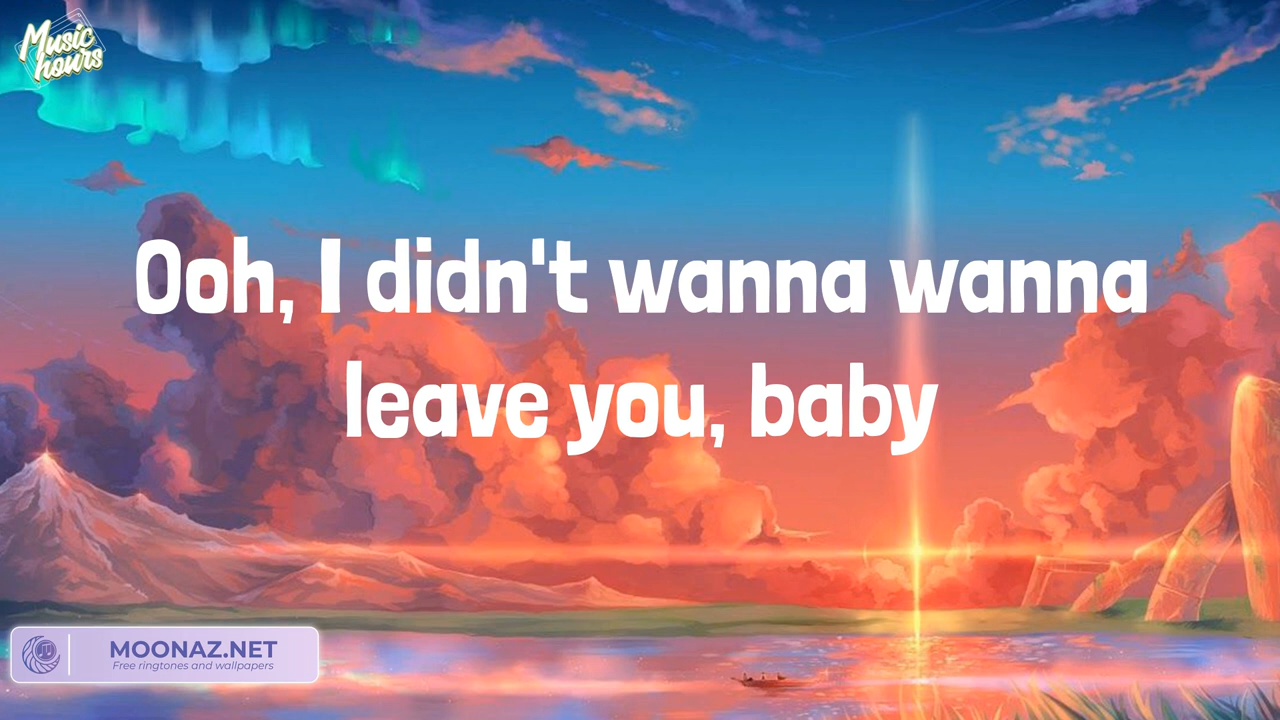 Music
hours
Ooh, I didn't wanna wanna
leave you, baby
MOONAZ.NET
Free ringtones and wallpapers